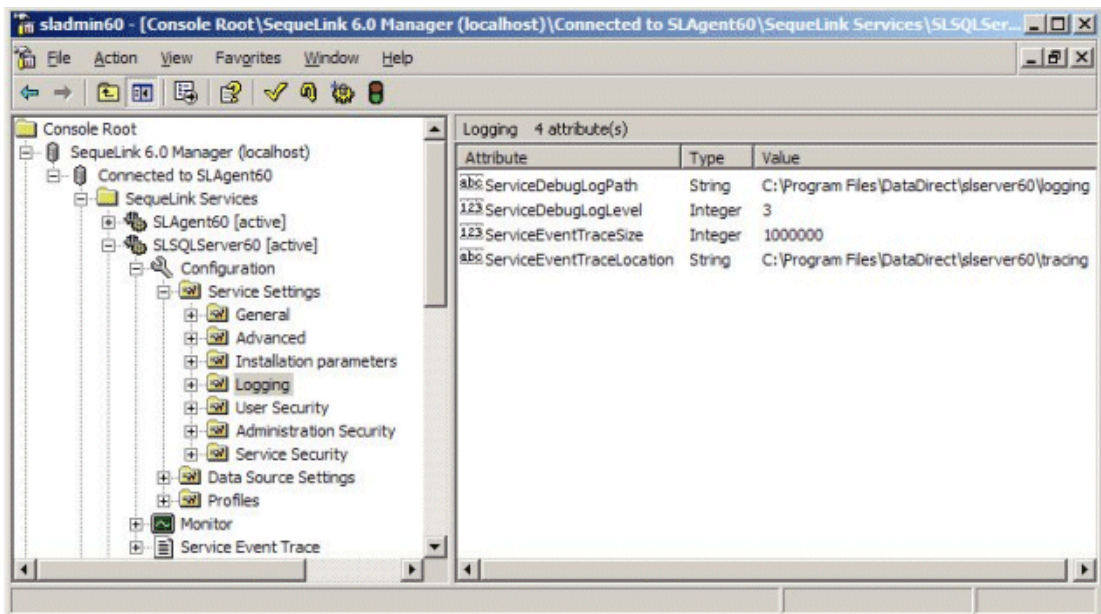 sladmin60 - [Console Root\SequeLink 6.0 Manager (localhost)\Connected to SLAgent60\SequeLink Services\SLSQLSer...
File Action View Favorites Window Help
Console Root
SequeLink 6.0 Manager (localhost)
Connected to SLAgent60
SequeLink Services
SLAgent60 [active]
SLSQLServer60 [active]
Configuration
Service Settings
General
Advanced
Installation parameters
Logging
User Security
Administration Security
Service Security
Data Source Settings
Profiles
Monitor
Service Event Trace
Logging 4 attribute(s)
Attribute Type Value
abc ServiceDebugLogPath String C:\Program Files\DataDirect\slserver60\logging
123 ServiceDebugLogLevel Integer 3
123 ServiceEventTraceSize Integer 1000000
abc ServiceEventTraceLocation String C:\Program Files\DataDirect\slserver60\tracing